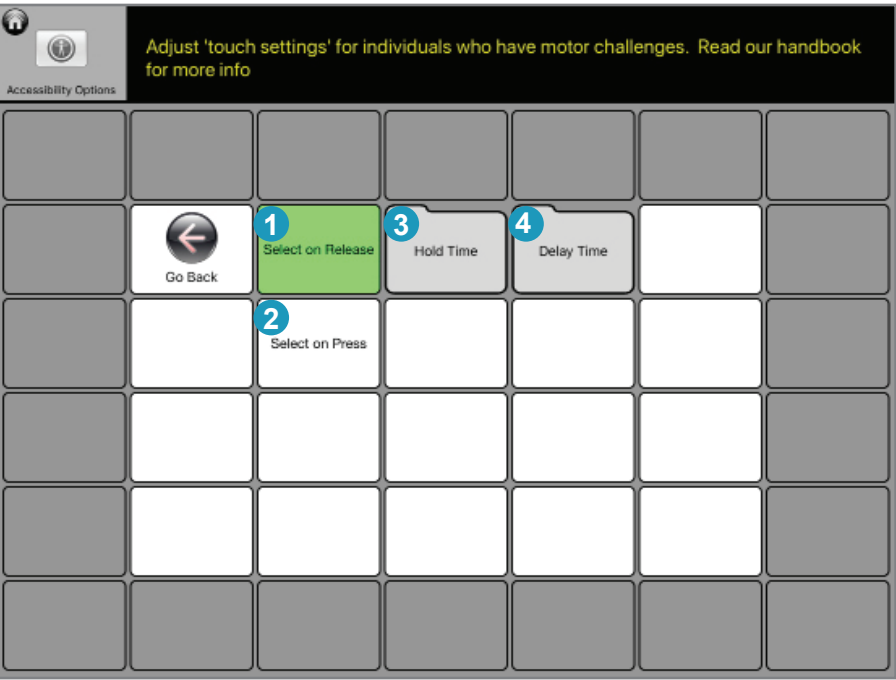 Adjust 'touch settings' for individuals who have motor challenges.  Read our handbook
for more info
Accessibility Options
1
Select on Release
3
Hold Time
4
Delay Time
Go Back
2
Select on Press